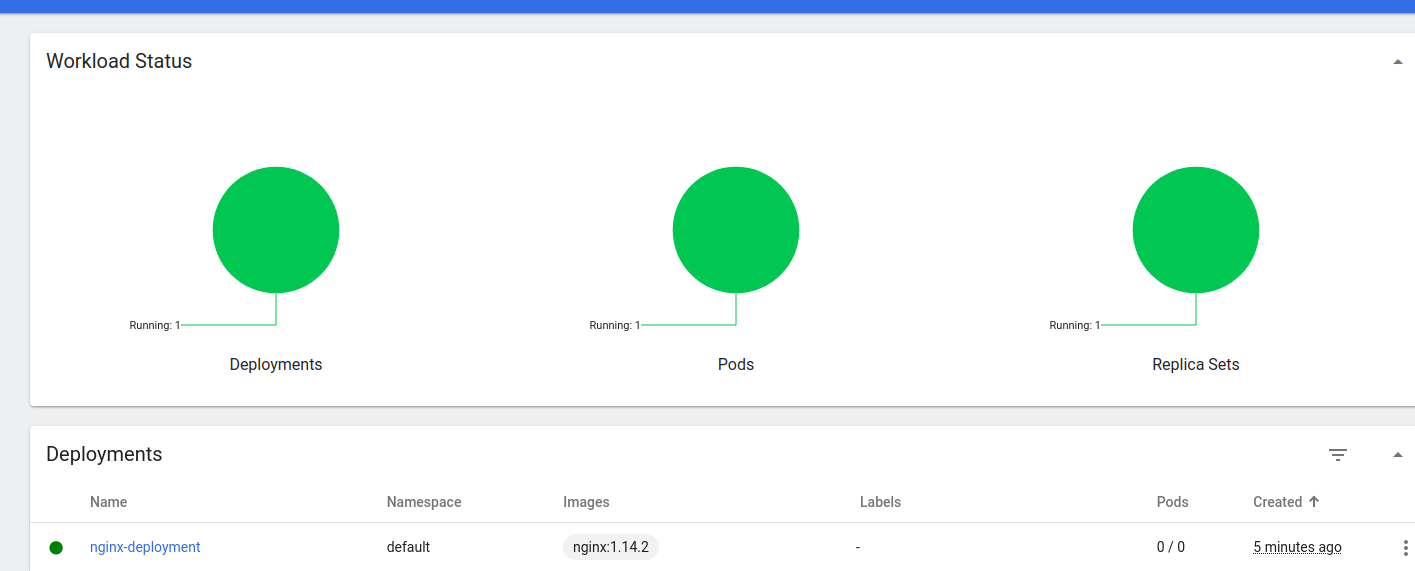 Workload Status
Running: 1 Running: 1 Running: 1
Deployments Pods Replica Sets
Deployments
Name Namespace Images Labels Pods Created
nginx-deployment default nginx:1.14.2 - 0 / 0 5 minutes ago